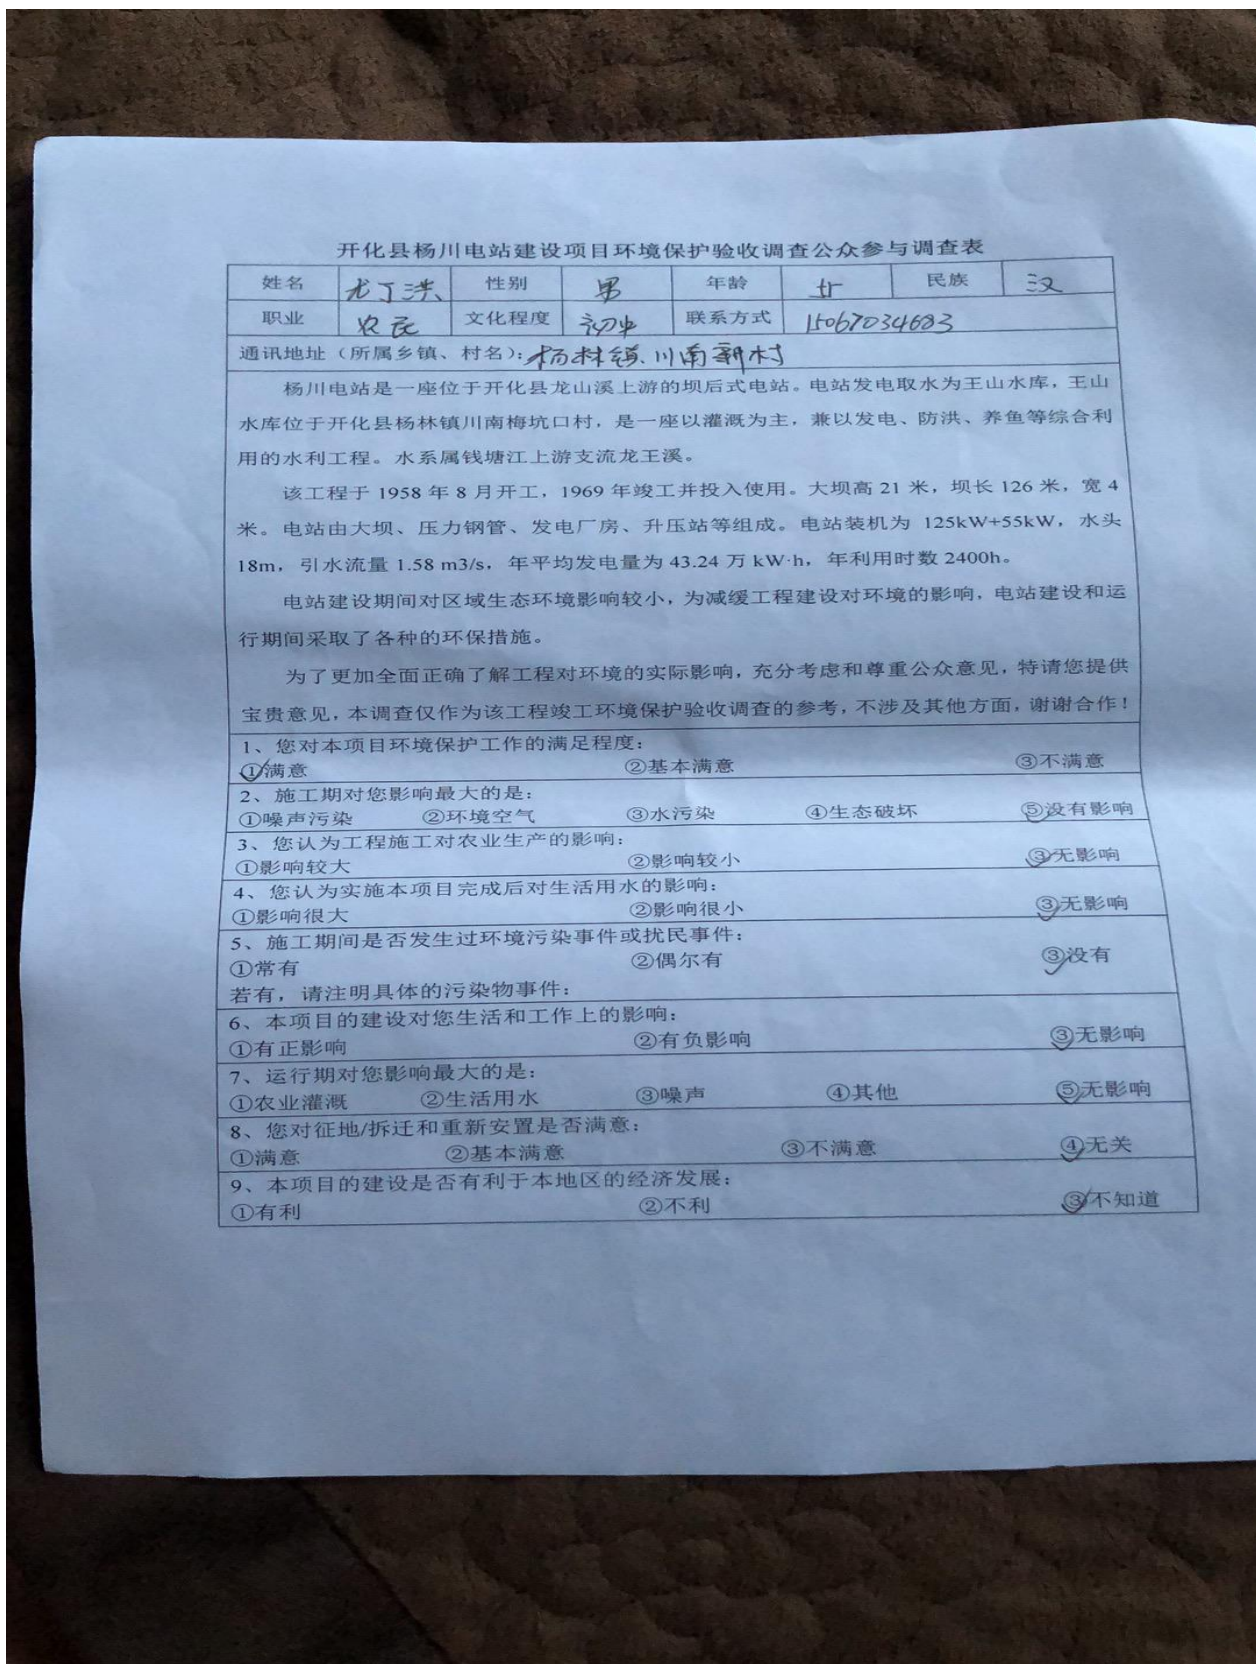 开化县杨川电站建设项目环境保护验收调查公众参与调查表
姓名 尤丁洪 性别 男 年龄 民族 汉
职业 农民 文化程度 初中 联系方式 15067034683
通讯地址（所属乡镇、村名）：杨林镇川南新村
杨川电站是一座位于开化县龙山溪上游的坝后式电站。电站发电取水为王山水库，王山
水库位于开化县杨林镇川南梅坑口村，是一座以灌溉为主，兼以发电、防洪、养鱼等综合利
用的水利工程。水系属钱塘江上游支流龙王溪。
该工程于 1958 年 8 月开工，1969 年竣工并投入使用。大坝高 21 米，坝长 126 米，宽 4
米。电站由大坝、压力钢管、发电厂房、升压站等组成。电站装机为 125kW+55kW，水头
18m，引水流量 1.58 m3/s，年平均发电量为 43.24 万 kW·h，年利用时数 2400h。
电站建设期间对区域生态环境影响较小，为减缓工程建设对环境的影响，电站建设和运
行期间采取了各种的环保措施。
为了更加全面正确了解工程对环境的实际影响，充分考虑和尊重公众意见，特请您提供
宝贵意见，本调查仅作为该工程竣工环境保护验收调查的参考，不涉及其他方面，谢谢合作！
1、您对本项目环境保护工作的满足程度：
①满意 ②基本满意 ③不满意
2、施工期对您影响最大的是：
①噪声污染 ②环境空气 ③水污染 ④生态破坏 ⑤没有影响
3、您认为工程施工对农业生产的影响：
①影响较大 ②影响较小 ③无影响
4、您认为实施本项目完成后对生活用水的影响：
①影响很大 ②影响很小 ③无影响
5、施工期间是否发生过环境污染事件或扰民事件：
①常有 ②偶尔有 ③没有
若有，请注明具体的污染物事件：
6、本项目的建设对您生活和工作上的影响：
①有正影响 ②有负影响 ③无影响
7、运行期对您影响最大的是：
①农业灌溉 ②生活用水 ③噪声 ④其他 ⑤无影响
8、您对征地/拆迁和重新安置是否满意：
①满意 ②基本满意 ③不满意 ④无关
9、本项目的建设是否有利于本地区的经济发展：
①有利 ②不利 ③不知道